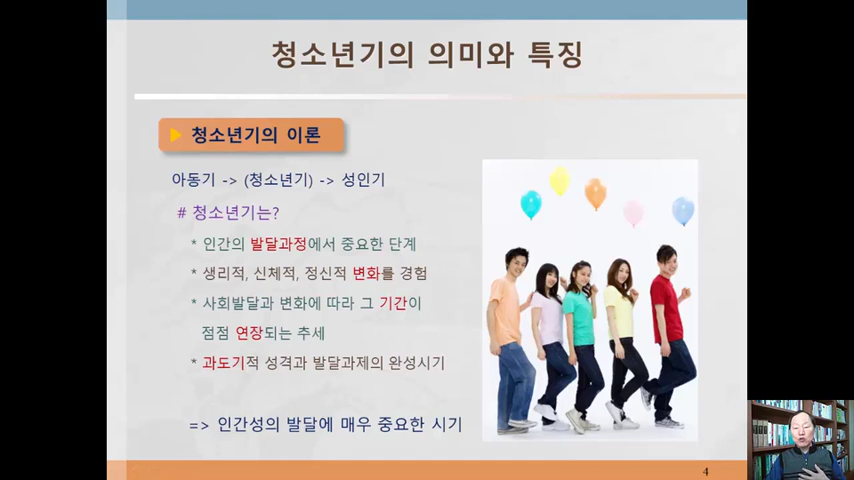 청소년기의 의미와 특징
청소년기의 이론
아동기 -> (청소년기) -> 성인기
# 청소년기는?
* 인간의 발달과정에서 중요한 단계
* 생리적, 신체적, 정신적 변화를 경험
* 사회발달과 변화에 따라 그 기간이
점점 연장되는 추세
* 과도기적 성격과 발달과제의 완성시기
=> 인간성의 발달에 매우 중요한 시기
4